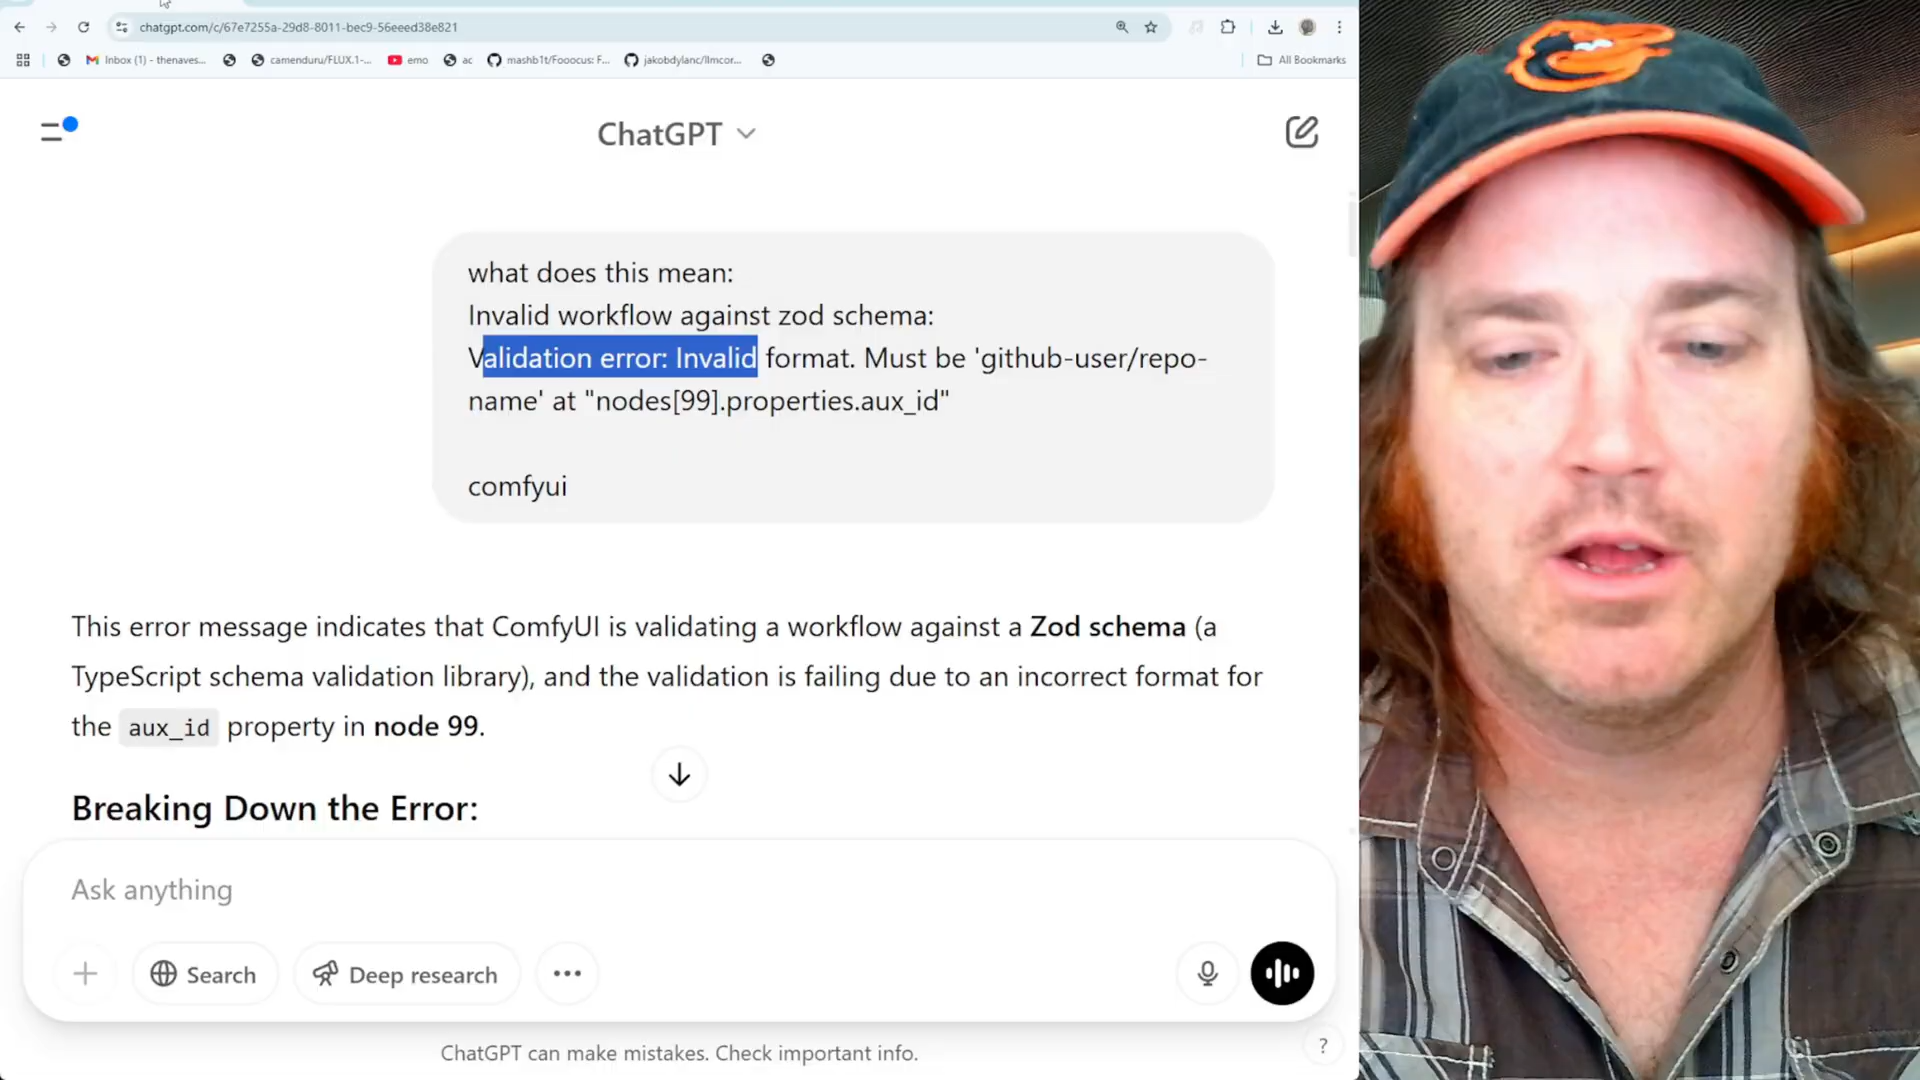 chatgpt.com/c/67e7255a-29d8-8011-bec9-56eeed38e821
Inbox (1) - thenaves...
camenduru/FLUX.1-...
emo
ac
mashb1t/Fooocus: F...
jakobdylanc/llmcor...
All Bookmarks
ChatGPT
what does this mean:
Invalid workflow against zod schema:
Validation error: Invalid format. Must be 'github-user/repo-
name' at "nodes[99].properties.aux_id"
comfyui
This error message indicates that ComfyUI is validating a workflow against a Zod schema (a
TypeScript schema validation library), and the validation is failing due to an incorrect format for
the aux_id property in node 99.
Breaking Down the Error:
Ask anything
Search
Deep research
ChatGPT can make mistakes. Check important info.
?